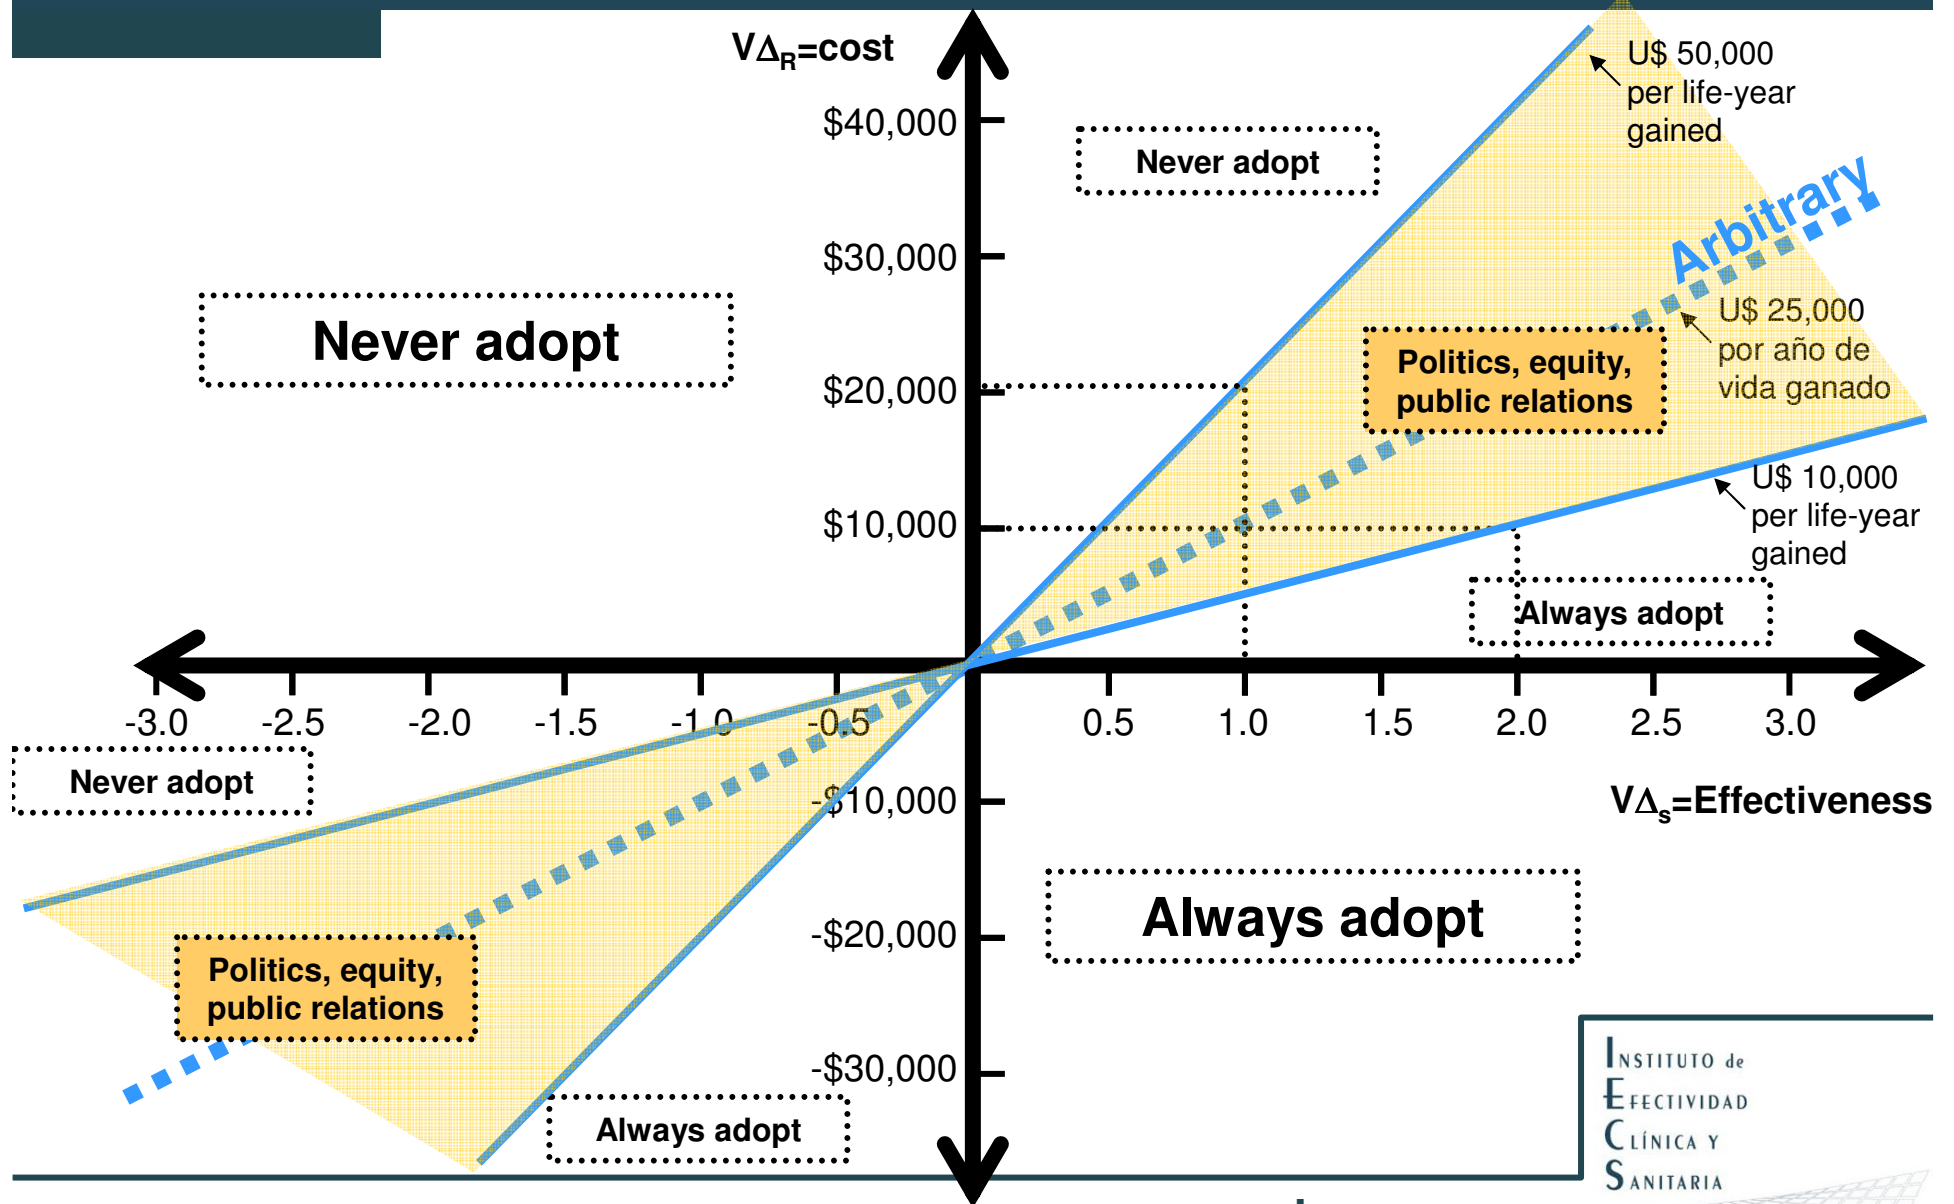 VΔR=cost
U$ 50,000
per life-year
gained
$40,000
Never adopt
Arbitrary
$30,000
U$ 25,000
por año de
vida ganado
Never adopt
Politics, equity,
public relations
$20,000
U$ 10,000
per life-year
gained
$10,000
Always adopt
-3.0 -2.5 -2.0 -1.5 -1.0 -0.5 0.5 1.0 1.5 2.0 2.5 3.0
Never adopt
-$10,000
VΔs=Effectiveness
Always adopt
-$20,000
Politics, equity,
public relations
-$30,000
Always adopt
INSTITUTO de
EFECTIVIDAD
CLÍNICA Y
SANITARIA